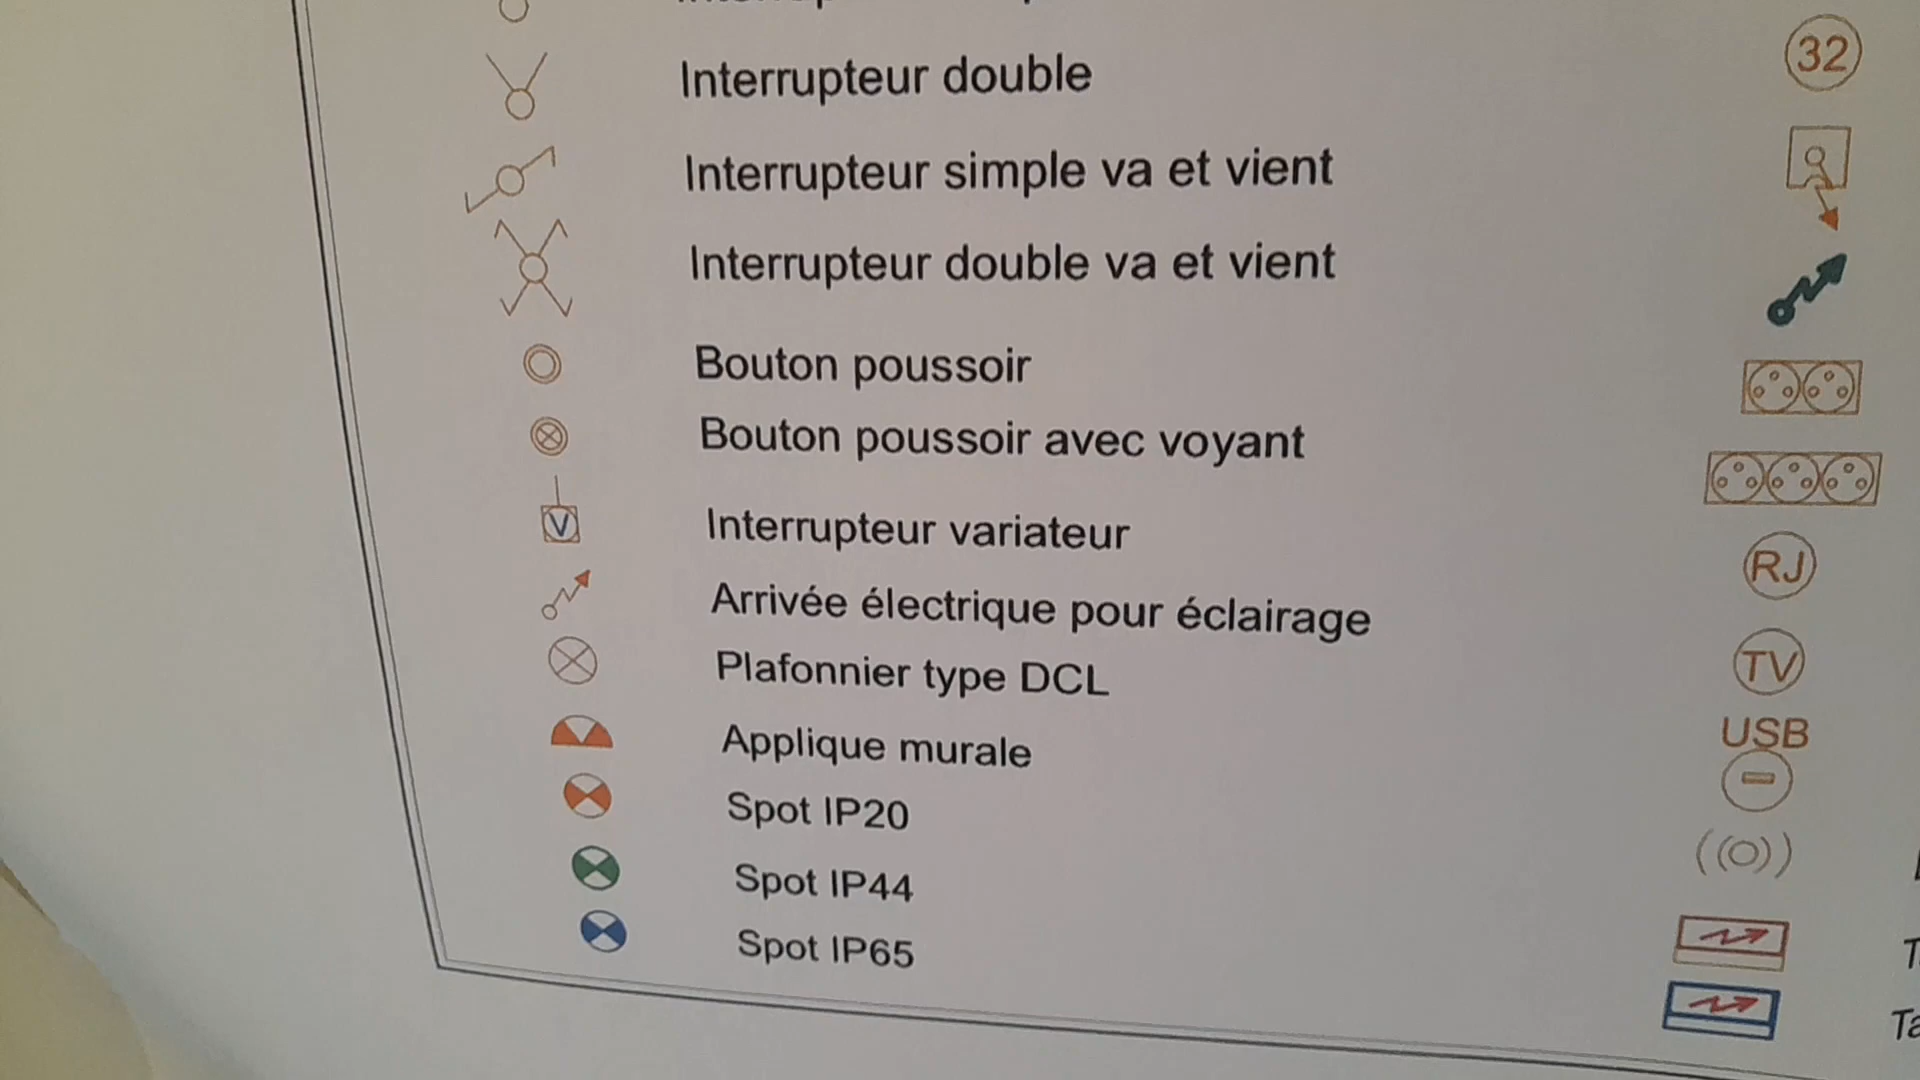 Interrupteur double
Interrupteur simple va et vient
Interrupteur double va et vient
Bouton poussoir
Bouton poussoir avec voyant
V
Interrupteur variateur
Arrivée électrique pour éclairage
Plafonnier type DCL
Applique murale
Spot IP20
Spot IP44
Spot IP65
32
RJ
TV
USB